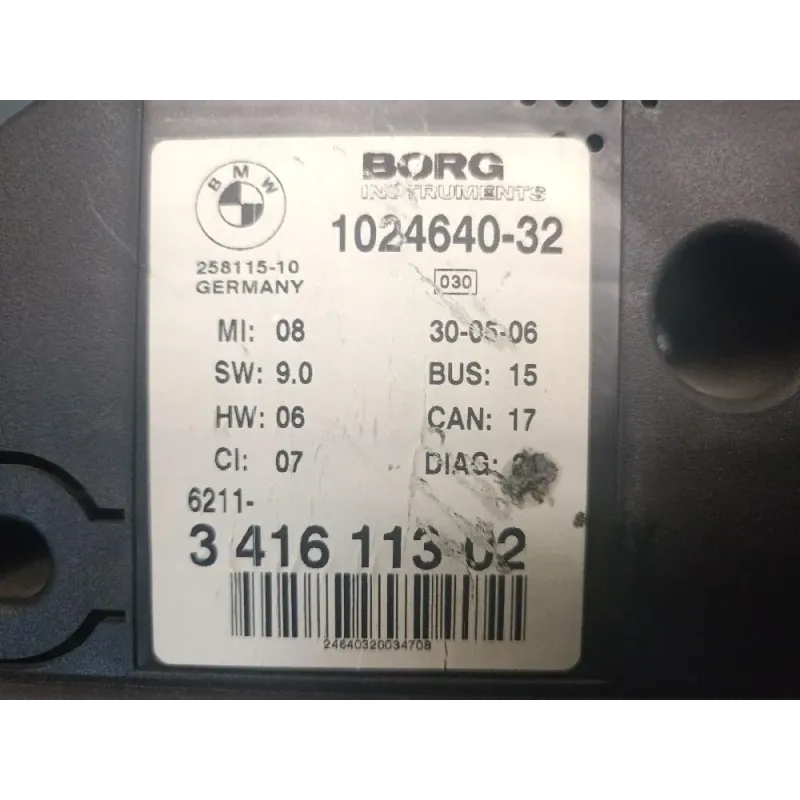 BMW
BORG
INSTRUMENTS
1024640-32
258115-10
GERMANY
030
MI: 08
30-05-06
SW: 9.0
BUS: 15
HW: 06
CAN: 17
CI: 07
DIAG:
6211-
3 416 113 02
24640320034708